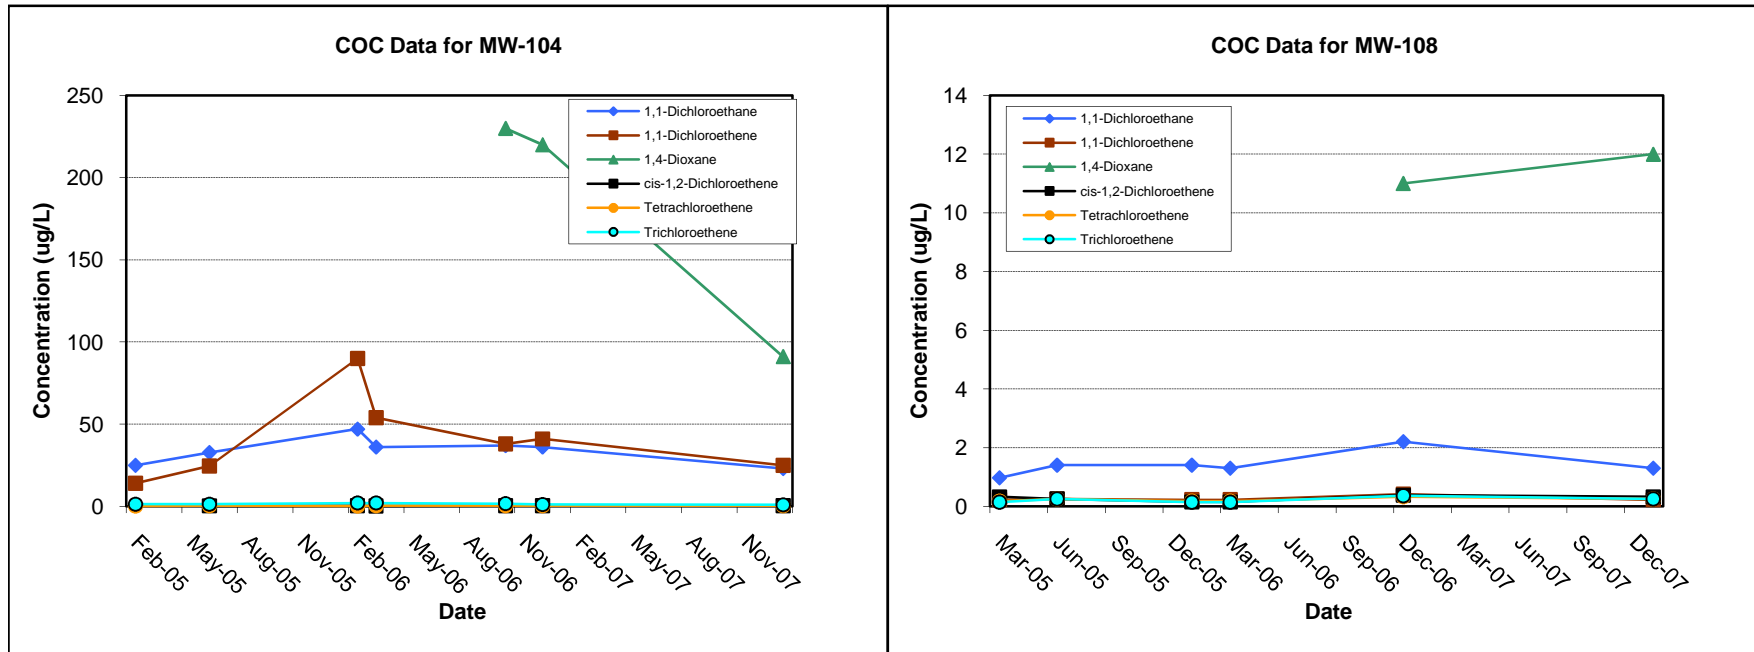 COC Data for MW-104
250
200
150
100
50
0
Concentration (ug/L)
1,1-Dichloroethane
1,1-Dichloroethene
1,4-Dioxane
cis-1,2-Dichloroethene
Tetrachloroethene
Trichloroethene
Feb-05
May-05
Aug-05
Nov-05
Feb-06
May-06
Aug-06
Nov-06
Feb-07
May-07
Aug-07
Nov-07
Date
COC Data for MW-108
14
12
10
8
6
4
2
0
Concentration (ug/L)
1,1-Dichloroethane
1,1-Dichloroethene
1,4-Dioxane
cis-1,2-Dichloroethene
Tetrachloroethene
Trichloroethene
Mar-05
Jun-05
Sep-05
Dec-05
Mar-06
Jun-06
Sep-06
Dec-06
Mar-07
Jun-07
Sep-07
Dec-07
Date